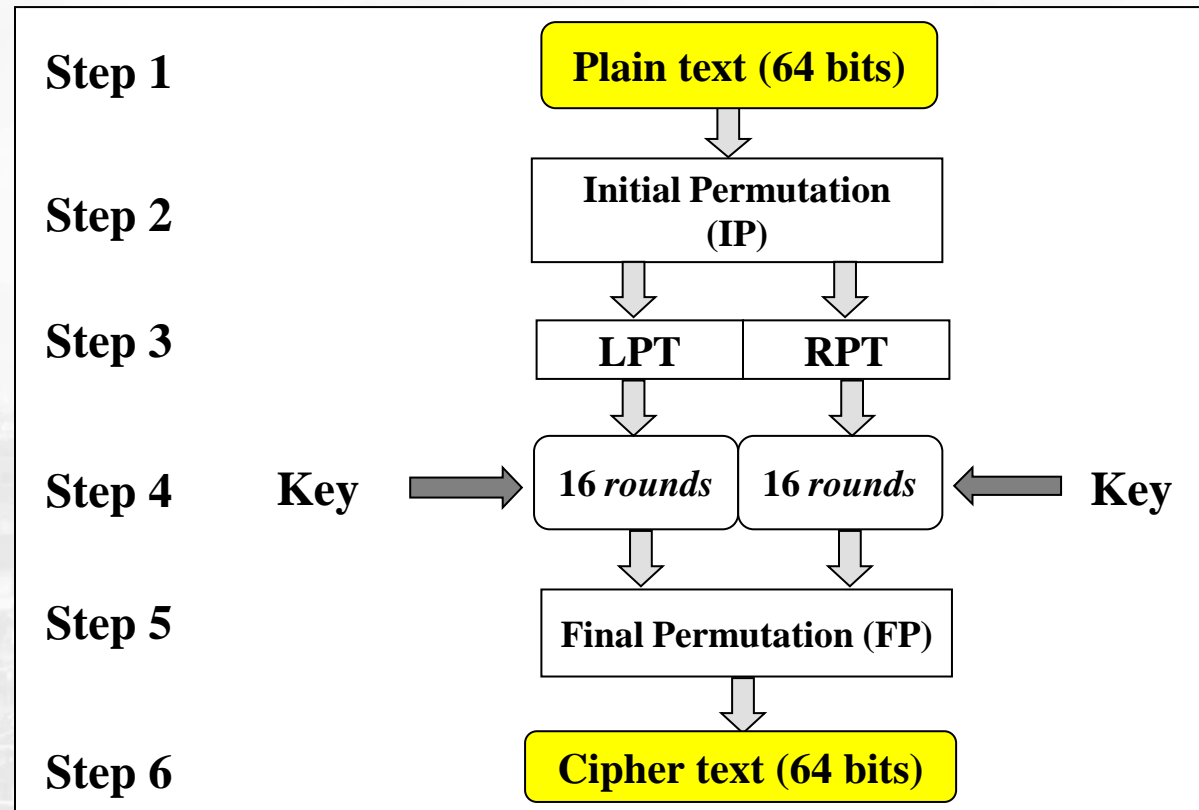 Step 1
Plain text (64 bits)
Step 2
Initial Permutation
(IP)
Step 3
LPT
RPT
Step 4
Key
16 rounds
16 rounds
Key
Step 5
Final Permutation (FP)
Step 6
Cipher text (64 bits)